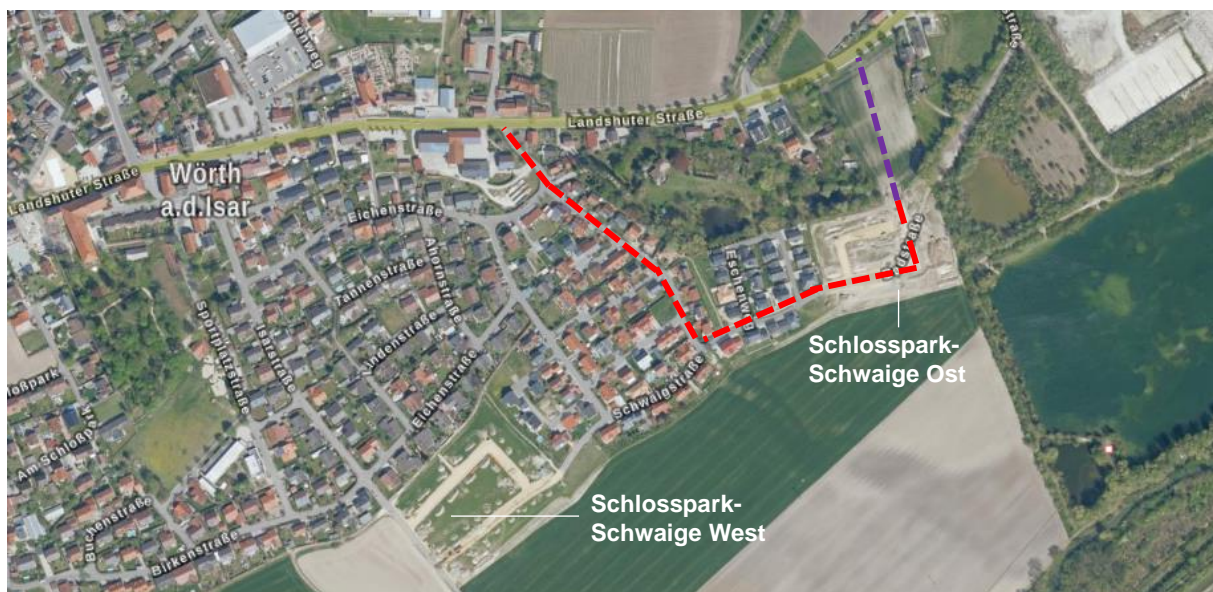 Landshuter Straße
Landshuter Straße
Wörth
a.d.Isar
Eichenstraße
Ahornstraße
Tannenstraße
Lindenstraße
Eichenstraße
Sportplatzstraße
Isarstraße
Eschenweg
Schwaigstraße
Schlosspark-
Schwaige Ost
Schlosspark-
Schwaige West
Am Schloßpark
Buchenstraße
Birkenstraße